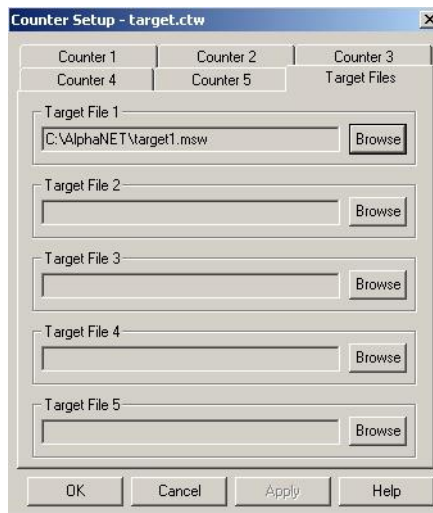 Counter Setup - target.ctw
Counter 1 Counter 2 Counter 3
Counter 4 Counter 5 Target Files
Target File 1
C:\AlphaNET\target1.msw Browse
Target File 2
Browse
Target File 3
Browse
Target File 4
Browse
Target File 5
Browse
OK Cancel Apply Help